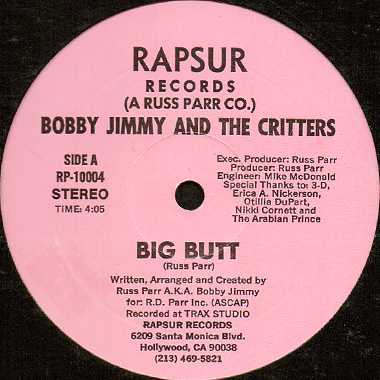 RAPSUR
RECORDS
(A RUSS PARR CO.)
BOBBY JIMMY AND THE CRITTERS
SIDE A
RP-10004
STEREO
TIME: 4:05
Exec. Producer: Russ Parr
Producer: Russ Parr
Engineer: Mike McDonald
Special Thanks to: 3-D,
Erica A. Nickerson,
Otillia DuPart,
Nikki Cornett and
The Arabian Prince
BIG BUTT
(Russ Parr)
Written, Arranged and Created by
Russ Parr A.K.A. Bobby Jimmy
for: R.D. Parr Inc. (ASCAP)
Recorded at TRAX STUDIO
RAPSUR RECORDS
6209 Santa Monica Blvd.
Hollywood, CA 90038
(213) 469-5821